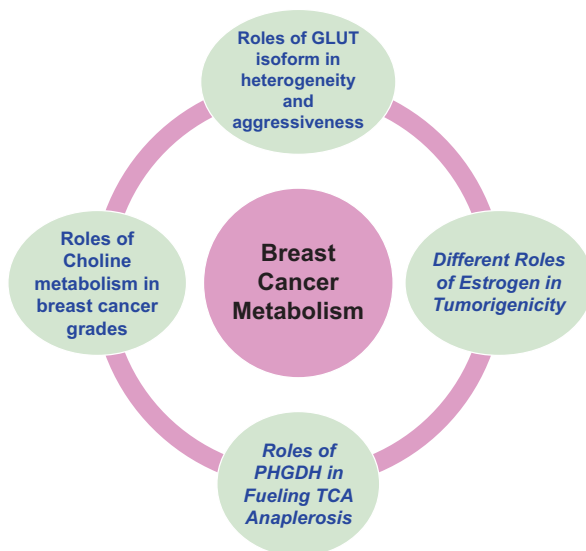 Roles of GLUT
isoform in
heterogeneity
and
aggressiveness
Roles of
Choline
metabolism in
breast cancer
grades
Breast
Cancer
Metabolism
Different Roles
of Estrogen in
Tumorigenicity
Roles of
PHGDH in
Fueling TCA
Anaplerosis